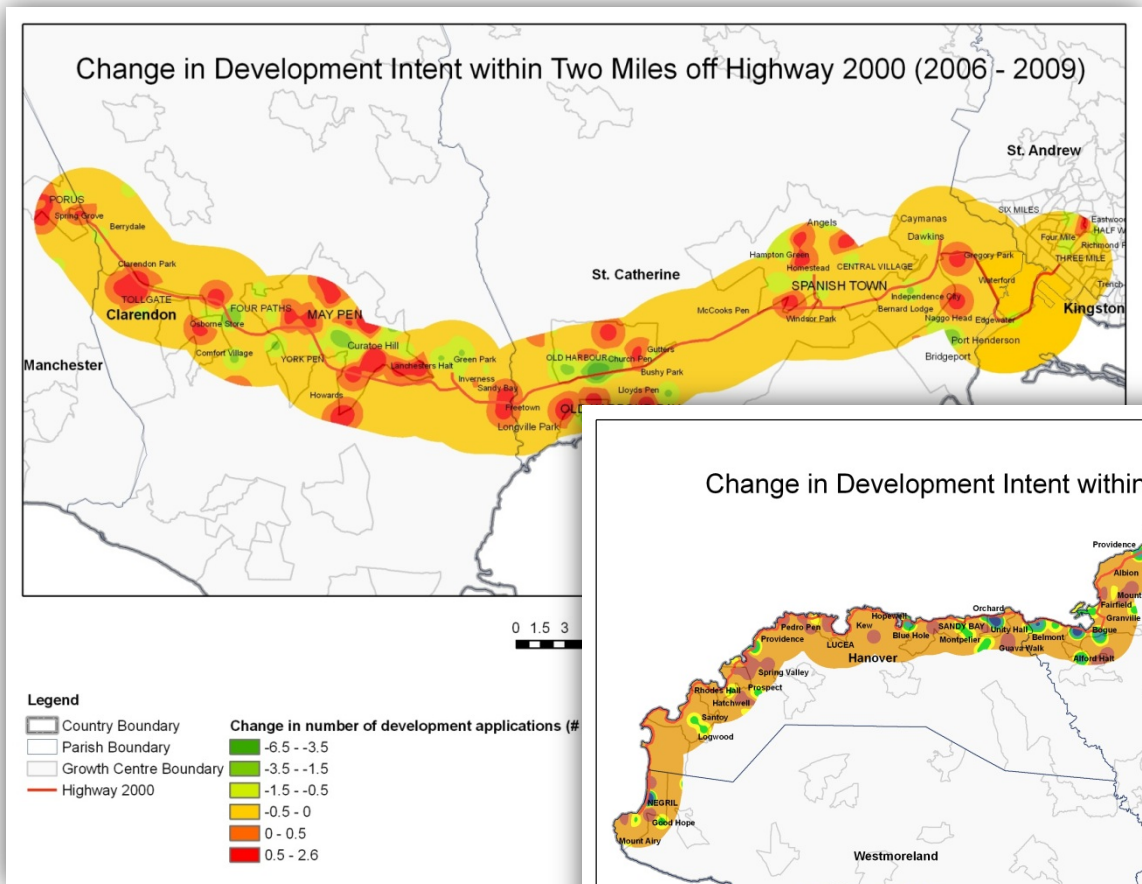 Change in Development Intent within Two Miles off Highway 2000 (2006 - 2009)
St. Andrew
PORUS
Spring Grove
Berrydale
Clarendon Park
TOLLGATE
Clarendon
Osborne Store
FOUR PATHS
MAY PEN
Comfort Village
YORK PEN
Curatoe Hill
Howards
Green Park
Inverness
Sandy Bay
Freetown
Longville Park
Manchester
St. Catherine
OLD HARBOUR
Church Pen
Gutters
Bushy Park
Lloyds Pen
McCooks Pen
Angels
Hampton Green
Homestead
CENTRAL VILLAGE
SPANISH TOWN
Windsor Park
Bernard Lodge
Independence City
Naggo Head
Caymanas
Dawkins
Gregory Park
Waterford
Edgewater
Port Henderson
Bridgeport
SIX MILES
Four Mile
THREE MILE
Eastwoo
HALF W
Richmond P
Trench
Kingston
0 1.5 3
Legend
Country Boundary
Parish Boundary
Growth Centre Boundary
Highway 2000
Change in number of development applications (#
-6.5 - -3.5
-3.5 - -1.5
-1.5 - -0.5
-0.5 - 0
0 - 0.5
0.5 - 2.6
Change in Development Intent within
Providence
Albion
Mount
Fairfield
Granville
Bogue
Orchard
Hopewell
Pedro Pen
Kew
SANDY BAY
Unity Hall
Belmont
Providence
LUCEA
Blue Hole
Montpelier
Guava Walk
Alford Hall
Hanover
Spring Valley
Rhodes Hall
Prospect
Hatchwell
Santoy
Logwood
NEGRIL
Good Hope
Mount Airy
Westmoreland